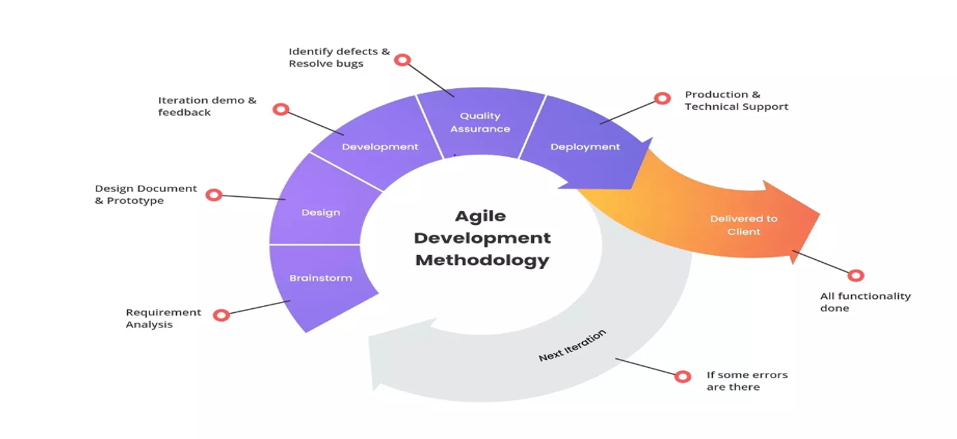 Identify defects &
Resolve bugs
Iteration demo &
feedback
Production &
Technical Support
Quality
Assurance
Development
Deployment
Design Document
& Prototype
Design
Agile
Development
Methodology
Delivered to
Client
Brainstorm
All functionality
done
Requirement
Analysis
Next Iteration
If some errors
are there